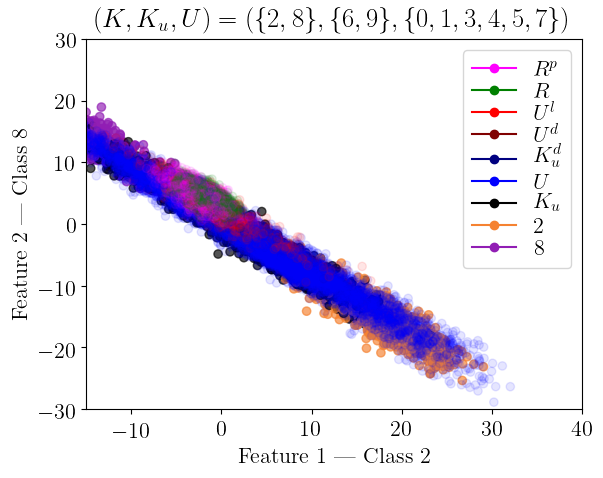 (K, K_u, U) = ({2, 8}, {6, 9}, {0, 1, 3, 4, 5, 7})
30
20
10
0
−10
−20
−30
Feature 2 — Class 8
R^p
R
U^l
U^d
K_u^d
U
K_u
2
8
−10 0 10 20 30 40
Feature 1 — Class 2